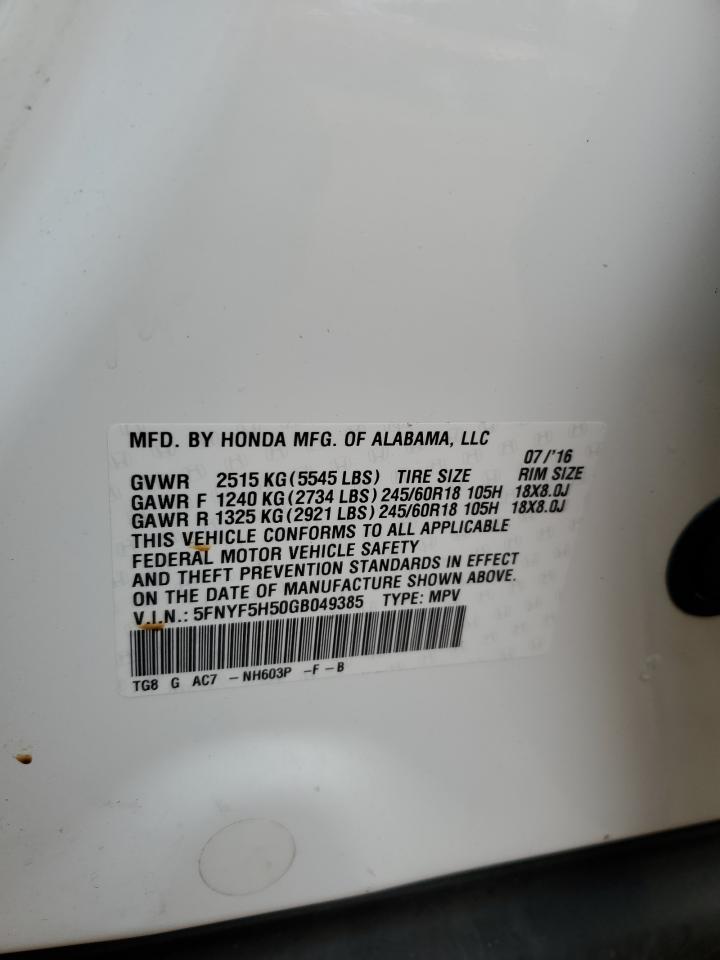 MFD. BY HONDA MFG. OF ALABAMA, LLC
07/'16
GVWR 2515 KG(5545 LBS) TIRE SIZE RIM SIZE
GAWR F 1240 KG(2734 LBS)245/60R18 105H 18X8.0J
GAWR R 1325 KG(2921 LBS)245/60R18 105H 18X8.0J
THIS VEHICLE CONFORMS TO ALL APPLICABLE
FEDERAL MOTOR VEHICLE SAFETY
AND THEFT PREVENTION STANDARDS IN EFFECT
ON THE DATE OF MANUFACTURE SHOWN ABOVE.
V.I.N.: 5FNYF5H50GB049385 TYPE: MPV
TG8 G AC7 -NH603P -F-B